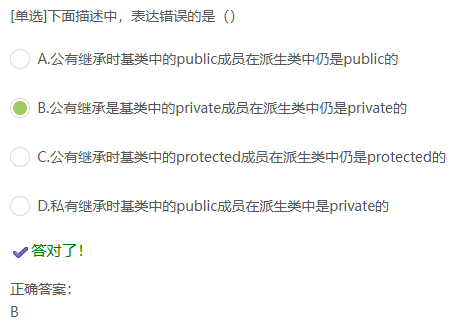 [单选]下面描述中，表达错误的是（）
A.公有继承时基类中的public成员在派生类中仍是public的
B.公有继承是基类中的private成员在派生类中仍是private的
C.公有继承时基类中的protected成员在派生类中仍是protected的
D.私有继承时基类中的public成员在派生类中是private的
答对了！
正确答案：
B